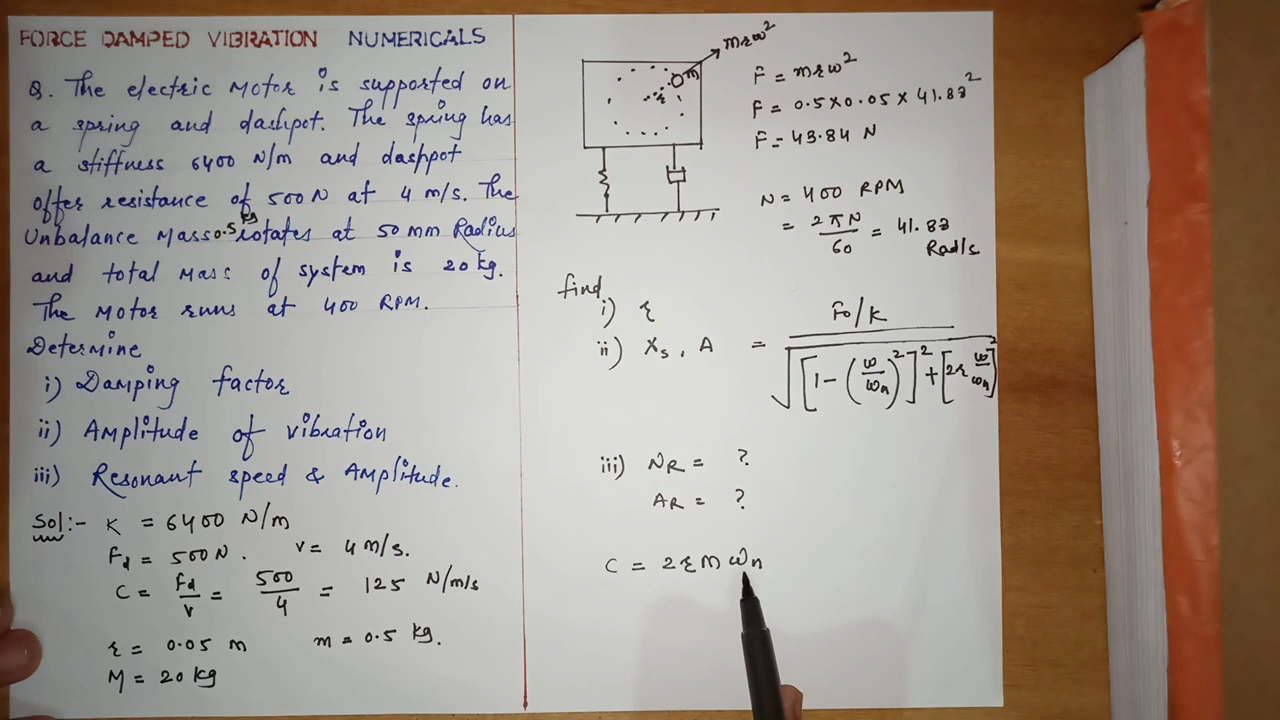 FORCE DAMPED VIBRATION NUMERICALS
Q. The electric Motor is supported on
a spring and dashpot. The spring has
a stiffness 6400 N/m and dashpot
offer resistance of 500 N at 4 m/s. The
Unbalance Mass 0.5 kg rotates at 50 mm Radius
and total Mass of system is 20 kg.
The Motor runs at 400 RPM.
Determine
i) Damping factor
ii) Amplitude of vibration
iii) Resonant speed & Amplitude.
Sol:- K = 6400 N/m
Fd = 500 N. v = 4 m/s.
C = Fd/v = 500/4 = 125 N/m/s
r = 0.05 m m = 0.5 kg.
M = 20 kg
mrω²
m
r
F = mrω²
F = 0.5 × 0.05 × 41.88²
F = 43.84 N
N = 400 RPM
= 2πN/60 = 41.88 Rad/s
find
i) ξ
ii) Xs, A = F₀/K / √([1-(ω/ωn)²]² + [2ξ ω/ωn]²)
iii) NR = ?
AR = ?
C = 2ξMωn